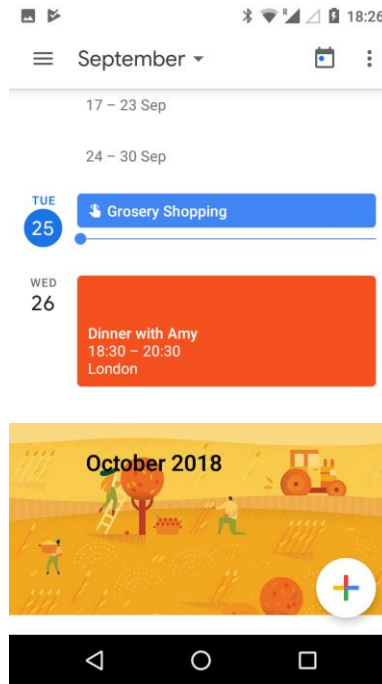 R 18:26
September
17 – 23 Sep
24 – 30 Sep
TUE
25
Grosery Shopping
WED
26
Dinner with Amy
18:30 – 20:30
London
October 2018